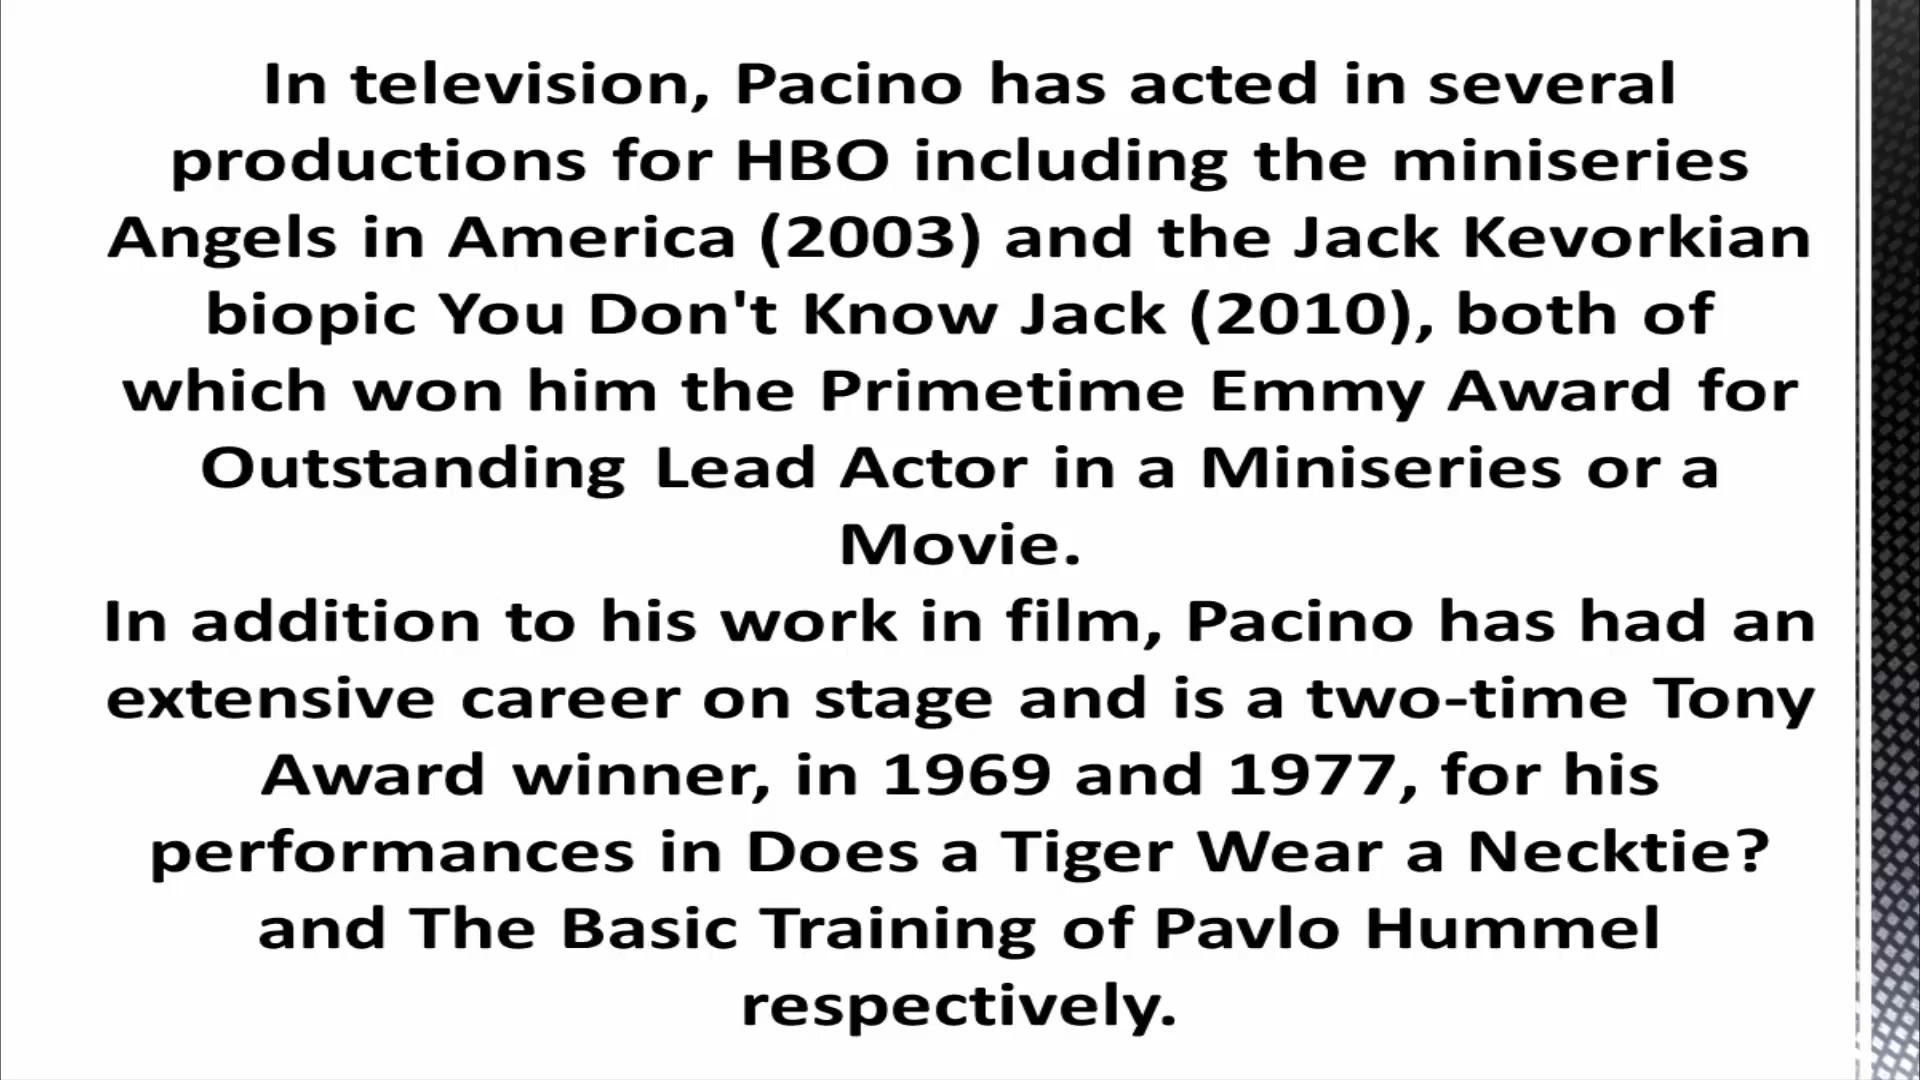 In television, Pacino has acted in several
productions for HBO including the miniseries
Angels in America (2003) and the Jack Kevorkian
biopic You Don't Know Jack (2010), both of
which won him the Primetime Emmy Award for
Outstanding Lead Actor in a Miniseries or a
Movie.
In addition to his work in film, Pacino has had an
extensive career on stage and is a two-time Tony
Award winner, in 1969 and 1977, for his
performances in Does a Tiger Wear a Necktie?
and The Basic Training of Pavlo Hummel
respectively.